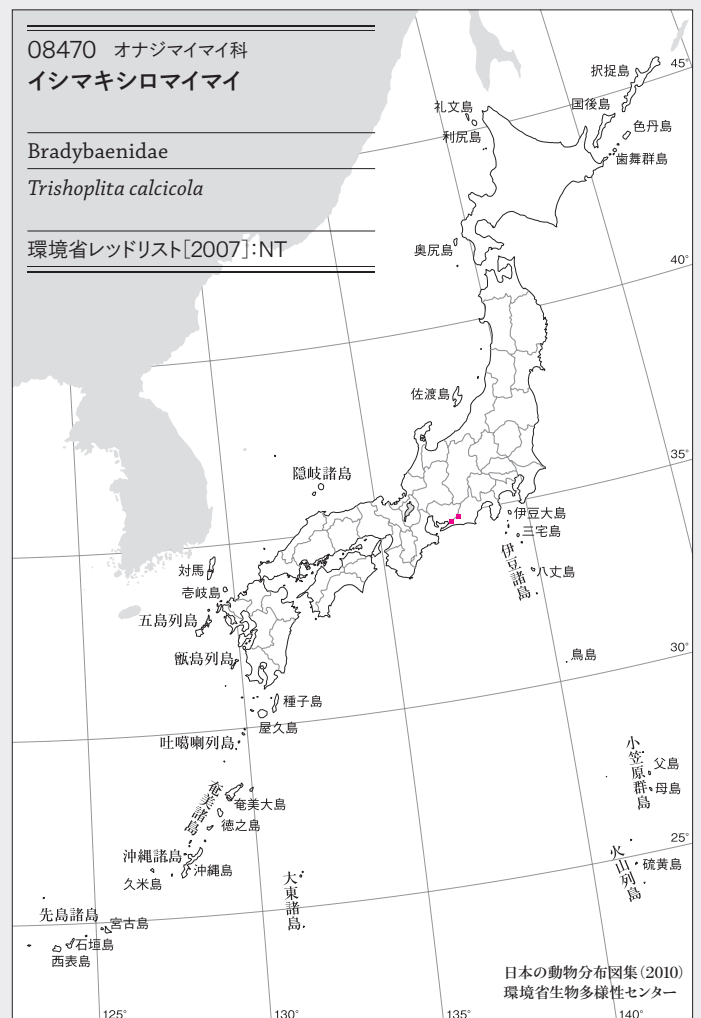 08470 オナジマイマイ科
イシマキシロマイマイ
Bradybaenidae
Trishoplita calcicola
環境省レッドリスト[2007]:NT
択捉島
45°
礼文島
国後島
色丹島
利尻島
歯舞群島
奥尻島
40°
佐渡島
35°
隠岐諸島
伊豆大島
三宅島
伊豆諸島
八丈島
対馬
壱岐島
五島列島
甑島列島
鳥島
30°
種子島
屋久島
吐噶喇列島
小笠原群島
父島
母島
奄美諸島
奄美大島
徳之島
25°
沖縄諸島
沖縄島
久米島
火山列島
硫黄島
大東諸島
先島諸島
宮古島
石垣島
西表島
日本の動物分布図集(2010)
環境省生物多様性センター
125°
130°
135°
140°